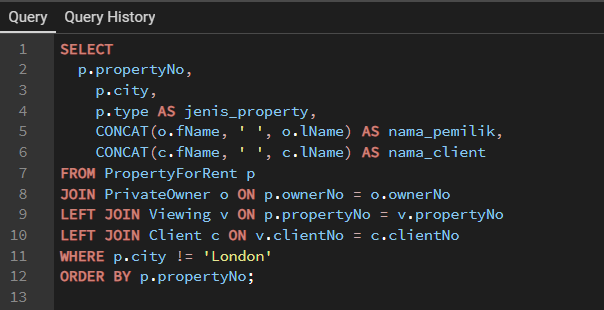 Query Query History
1 SELECT
2 p.propertyNo,
3 p.city,
4 p.type AS jenis_property,
5 CONCAT(o.fName, ' ', o.lName) AS nama_pemilik,
6 CONCAT(c.fName, ' ', c.lName) AS nama_client
7 FROM PropertyForRent p
8 JOIN PrivateOwner o ON p.ownerNo = o.ownerNo
9 LEFT JOIN Viewing v ON p.propertyNo = v.propertyNo
10 LEFT JOIN Client c ON v.clientNo = c.clientNo
11 WHERE p.city != 'London'
12 ORDER BY p.propertyNo;
13